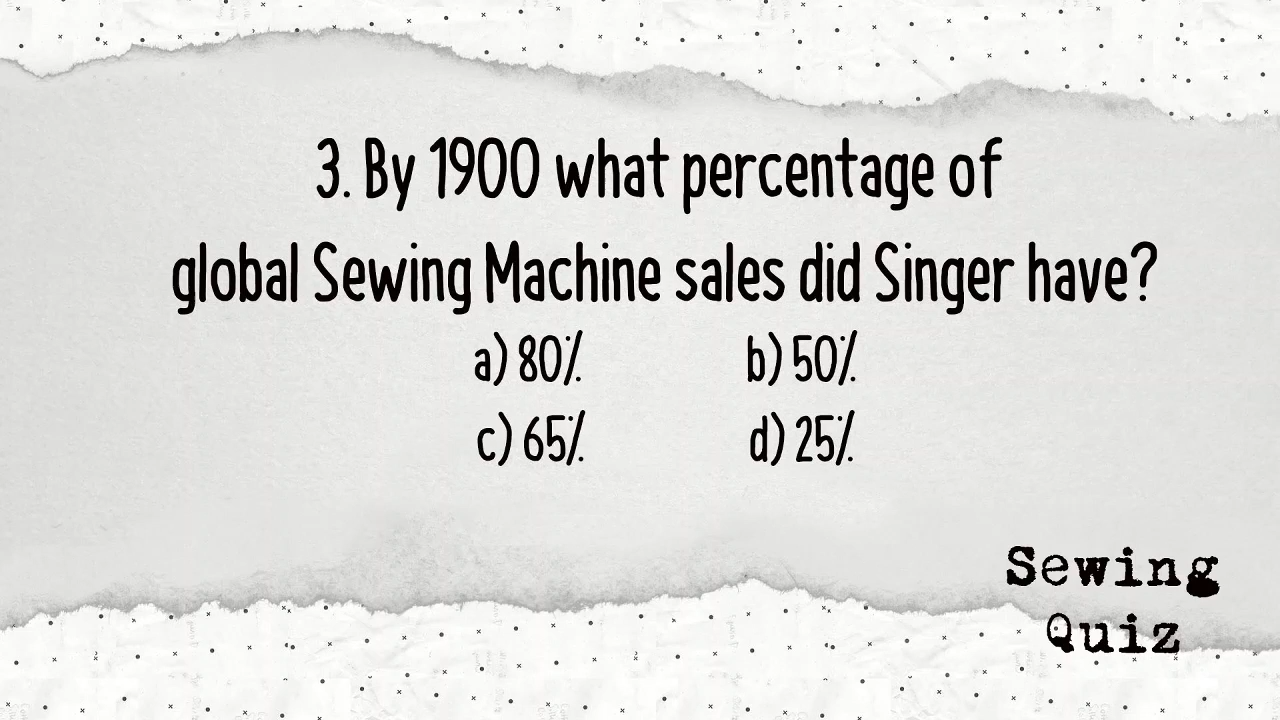 3. By 1900 what percentage of
global Sewing Machine sales did Singer have?
a) 80% b) 50%
c) 65% d) 25%
Sewing
Quiz